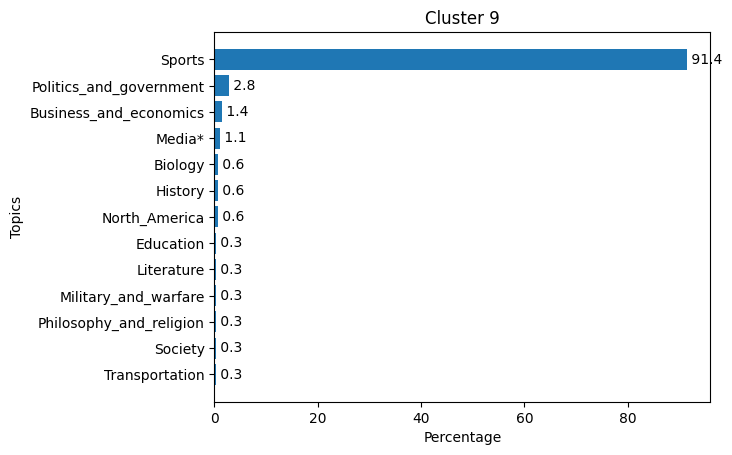 Cluster 9
Topics
Sports 91.4
Politics_and_government 2.8
Business_and_economics 1.4
Media* 1.1
Biology 0.6
History 0.6
North_America 0.6
Education 0.3
Literature 0.3
Military_and_warfare 0.3
Philosophy_and_religion 0.3
Society 0.3
Transportation 0.3
0 20 40 60 80
Percentage